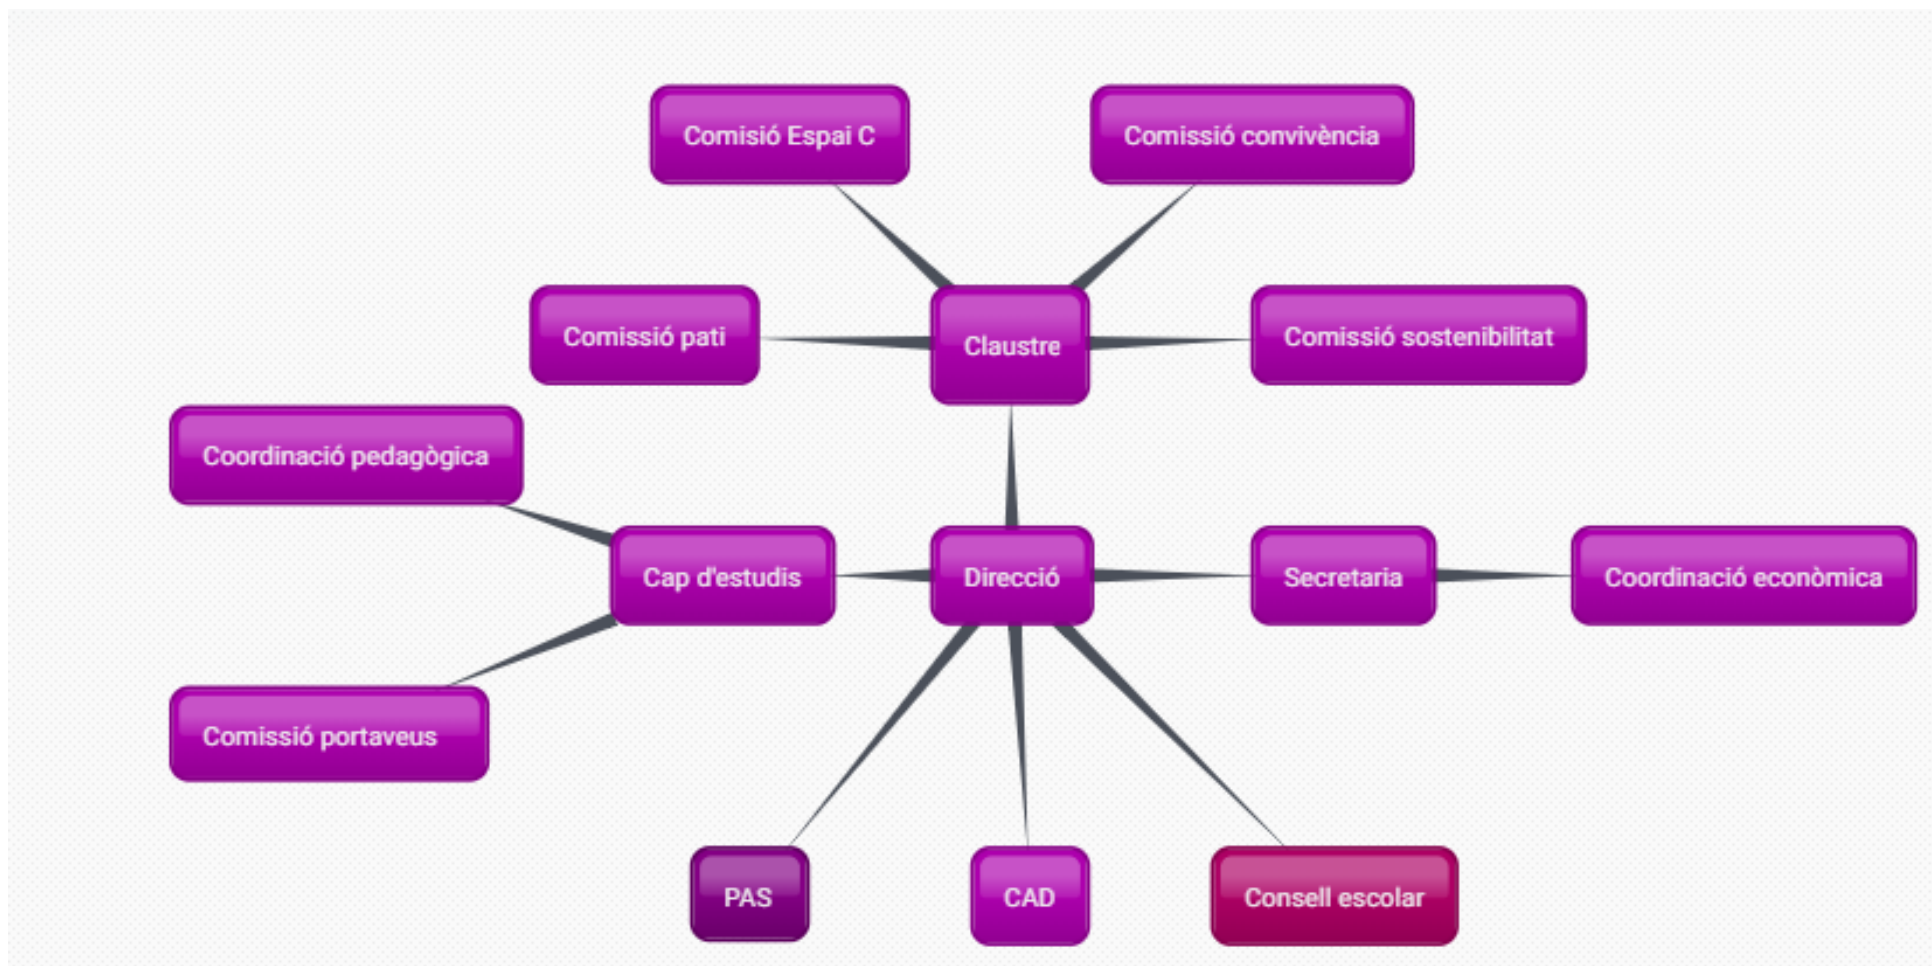 Comisió Espai C
Comissió convivència
Comissió pati
Claustre
Comissió sostenibilitat
Coordinació pedagògica
Cap d'estudis
Direcció
Secretaria
Coordinació econòmica
Comissió portaveus
PAS
CAD
Consell escolar